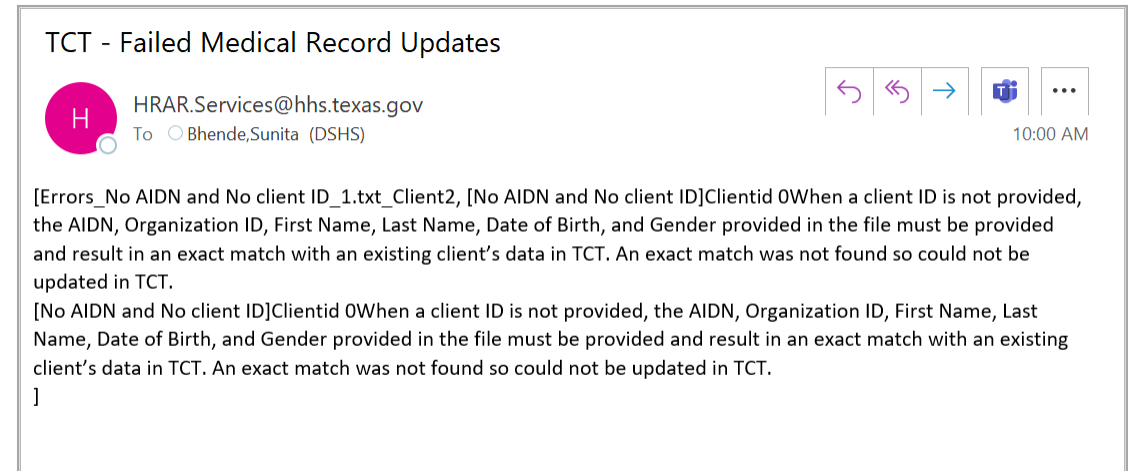 TCT - Failed Medical Record Updates
H
HRAR.Services@hhs.texas.gov
To Bhende,Sunita (DSHS)
10:00 AM
[Errors_No AIDN and No client ID_1.txt_Client2, [No AIDN and No client ID]Clientid 0When a client ID is not provided,
the AIDN, Organization ID, First Name, Last Name, Date of Birth, and Gender provided in the file must be provided
and result in an exact match with an existing client’s data in TCT. An exact match was not found so could not be
updated in TCT.
[No AIDN and No client ID]Clientid 0When a client ID is not provided, the AIDN, Organization ID, First Name, Last
Name, Date of Birth, and Gender provided in the file must be provided and result in an exact match with an existing
client’s data in TCT. An exact match was not found so could not be updated in TCT.
]